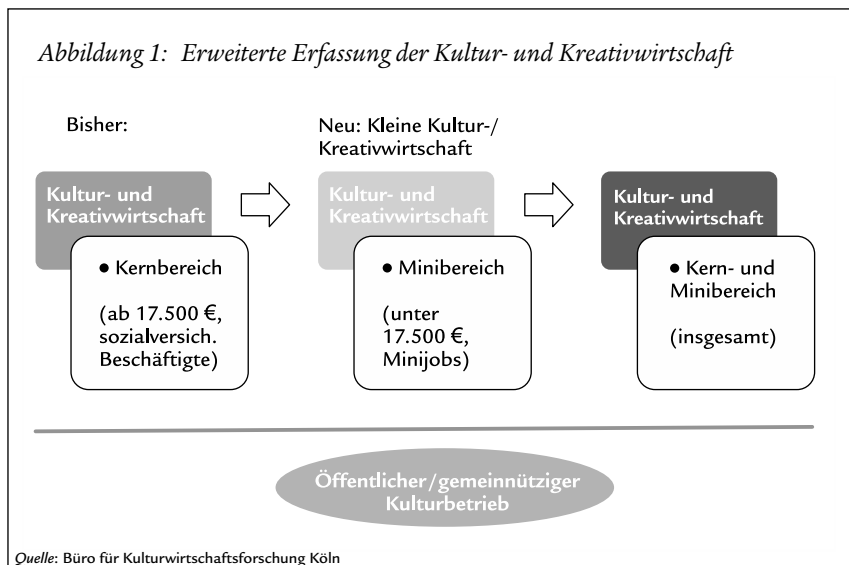 Abbildung 1: Erweiterte Erfassung der Kultur- und Kreativwirtschaft
Bisher:
Neu: Kleine Kultur-/
Kreativwirtschaft
Kultur- und
Kreativwirtschaft
• Kernbereich
(ab 17.500 €,
sozialversich.
Beschäftigte)
Kultur- und
Kreativwirtschaft
• Minibereich
(unter
17.500 €,
Minijobs)
Kultur- und
Kreativwirtschaft
• Kern- und
Minibereich
(insgesamt)
Öffentlicher/gemeinnütziger
Kulturbetrieb
Quelle: Büro für Kulturwirtschaftsforschung Köln